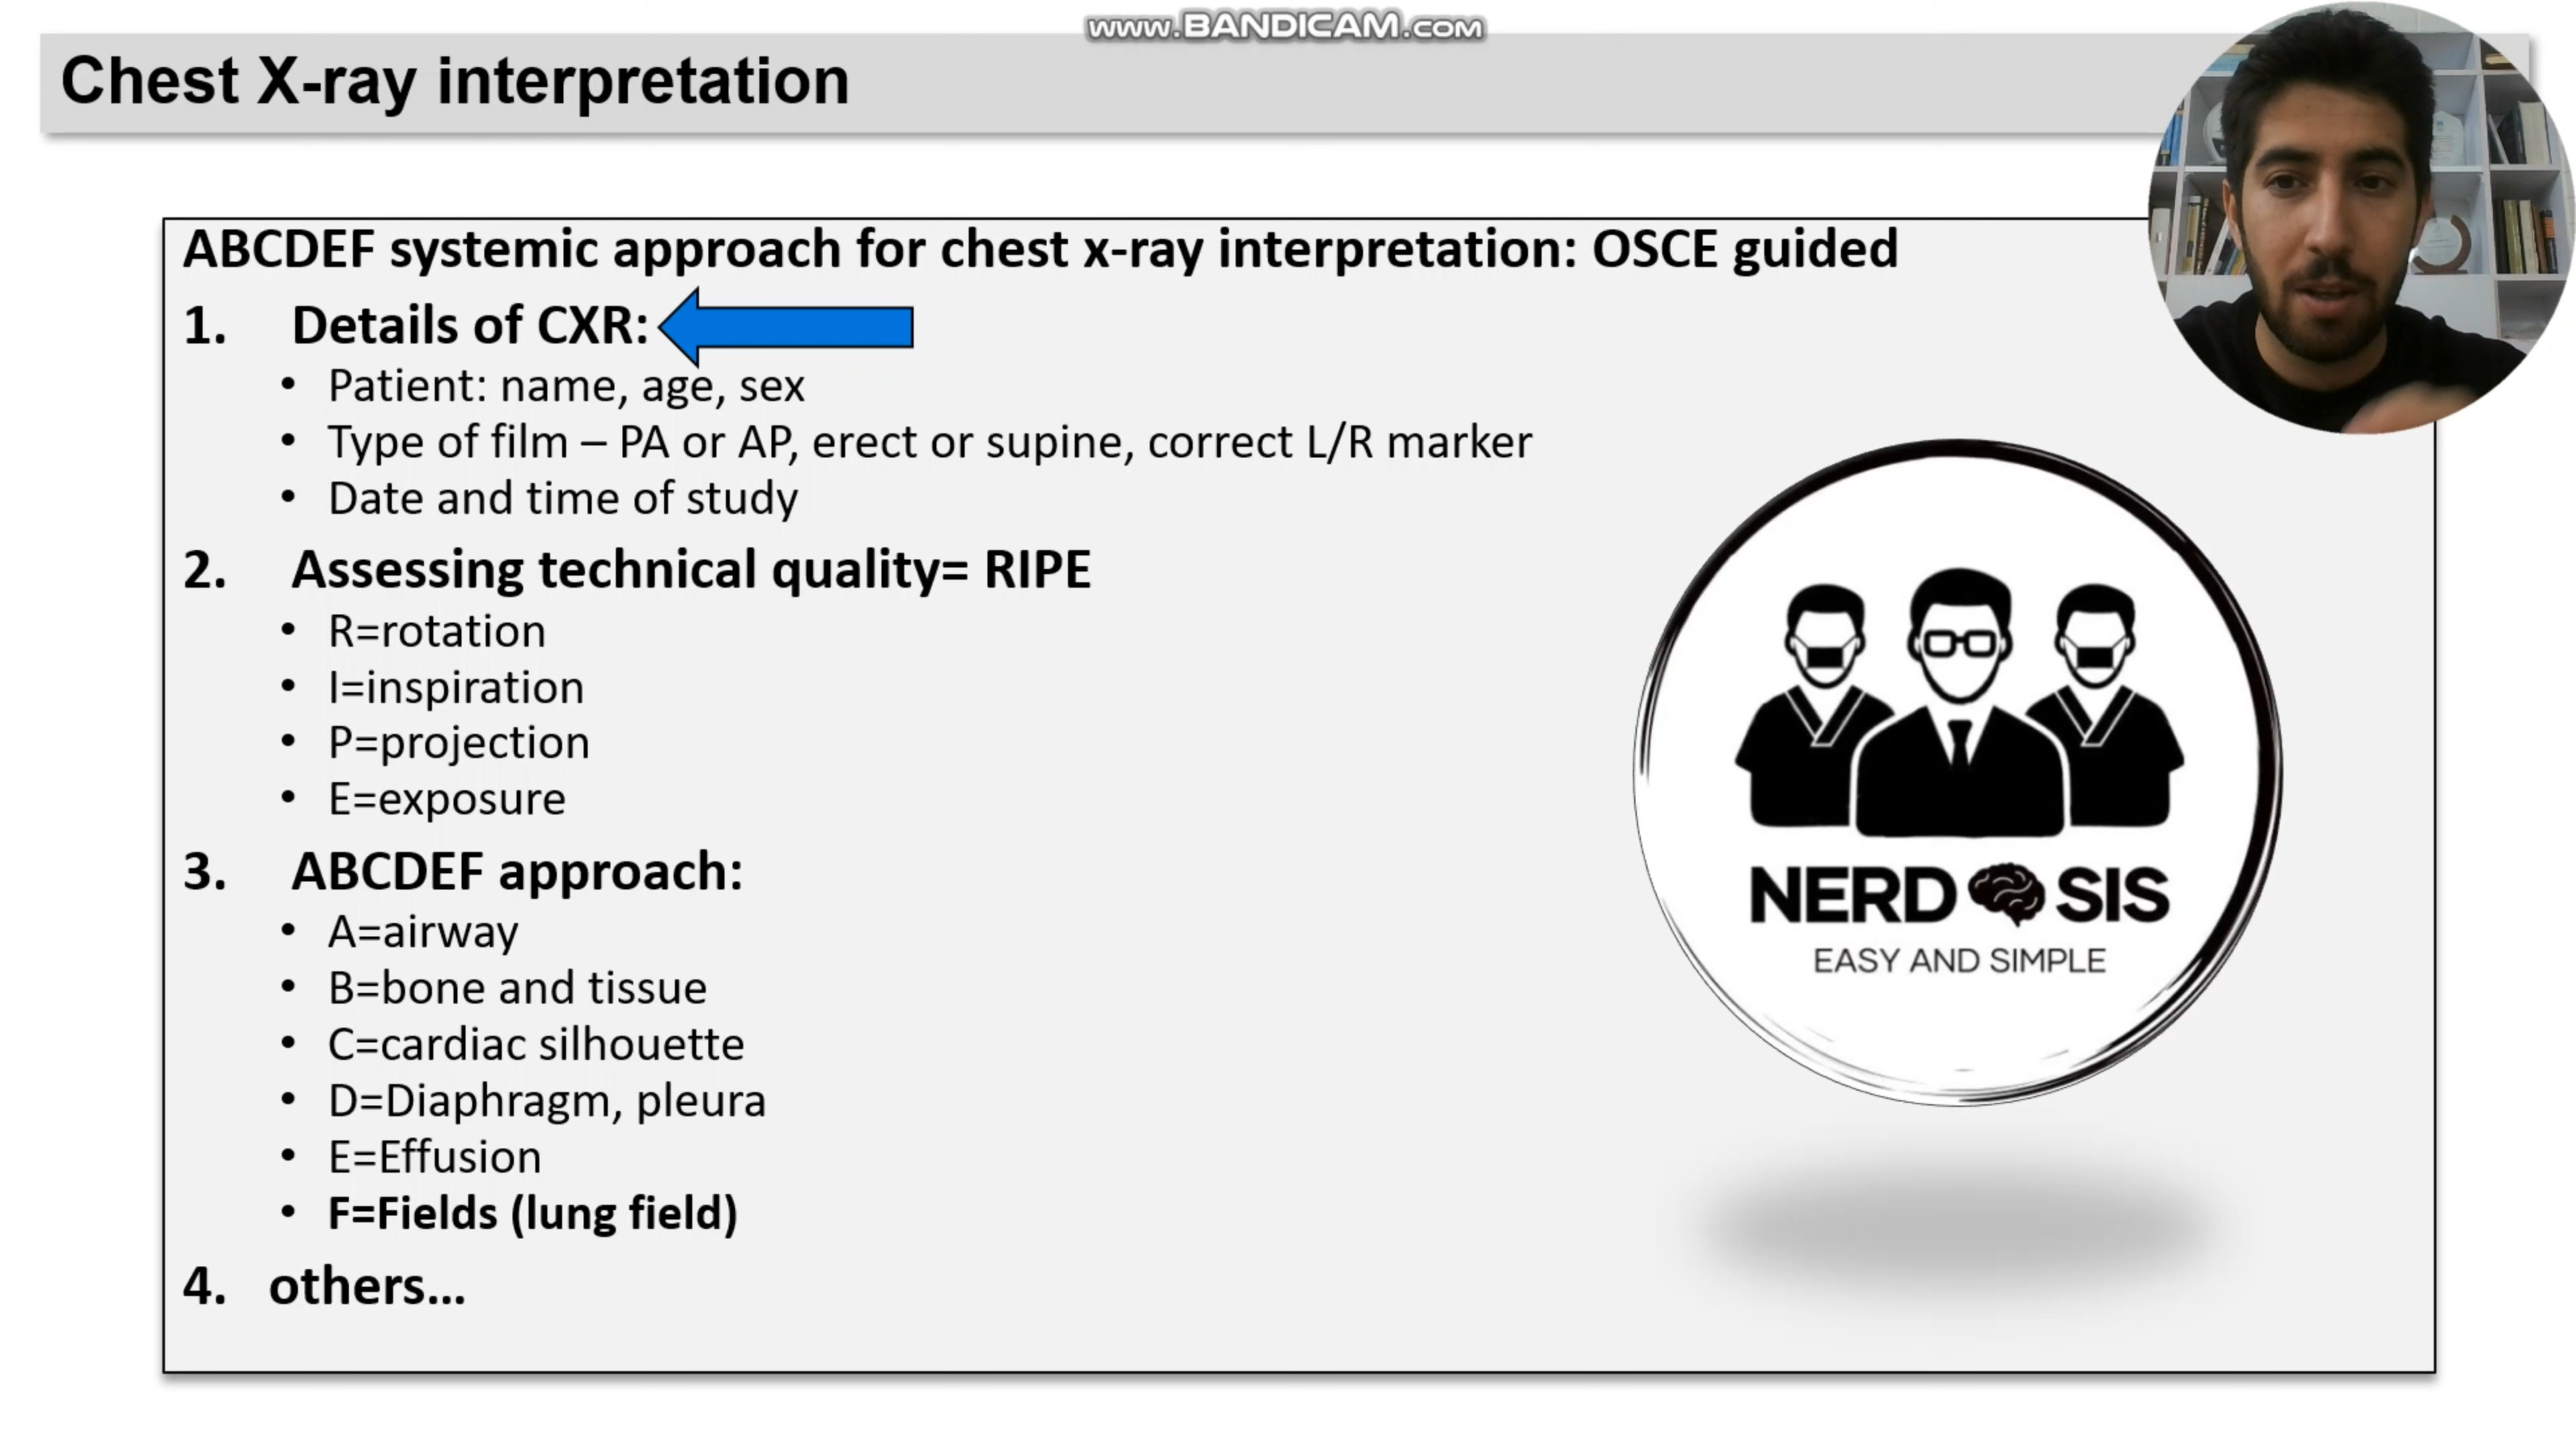 www.BANDICAM.com
Chest X-ray interpretation
ABCDEF systemic approach for chest x-ray interpretation: OSCE guided
1. Details of CXR:
• Patient: name, age, sex
• Type of film – PA or AP, erect or supine, correct L/R marker
• Date and time of study
2. Assessing technical quality= RIPE
• R=rotation
• I=inspiration
• P=projection
• E=exposure
3. ABCDEF approach:
• A=airway
• B=bone and tissue
• C=cardiac silhouette
• D=Diaphragm, pleura
• E=Effusion
• F=Fields (lung field)
4. others...
NERD SIS
EASY AND SIMPLE